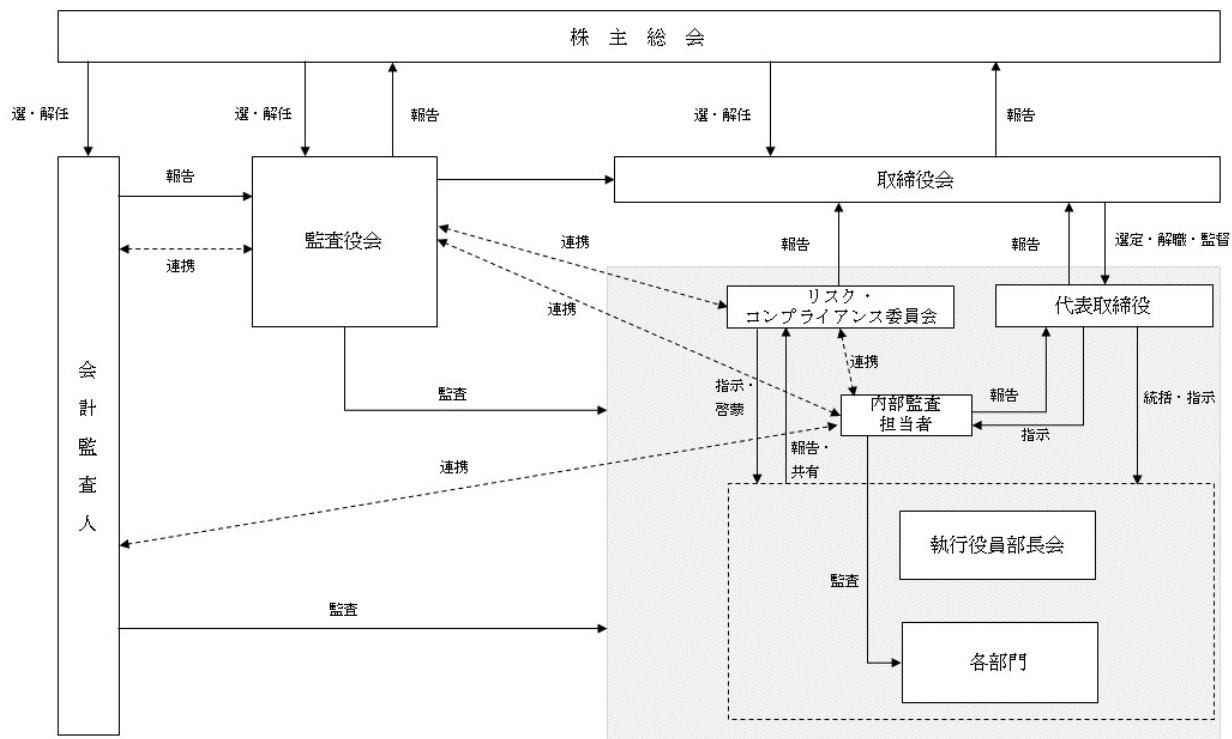 株 主 総 会
選・解任
選・解任
報告
選・解任
報告
報告
監査役会
取締役会
連携
連携
連携
報告
報告
選定・解職・監督
リスク・
コンプライアンス委員会
代表取締役
会計監査人
監査
指示・
啓蒙
連携
内部監査
担当者
報告
指示
統括・指示
報告・
共有
連携
執行役員部長会
監査
監査
各部門